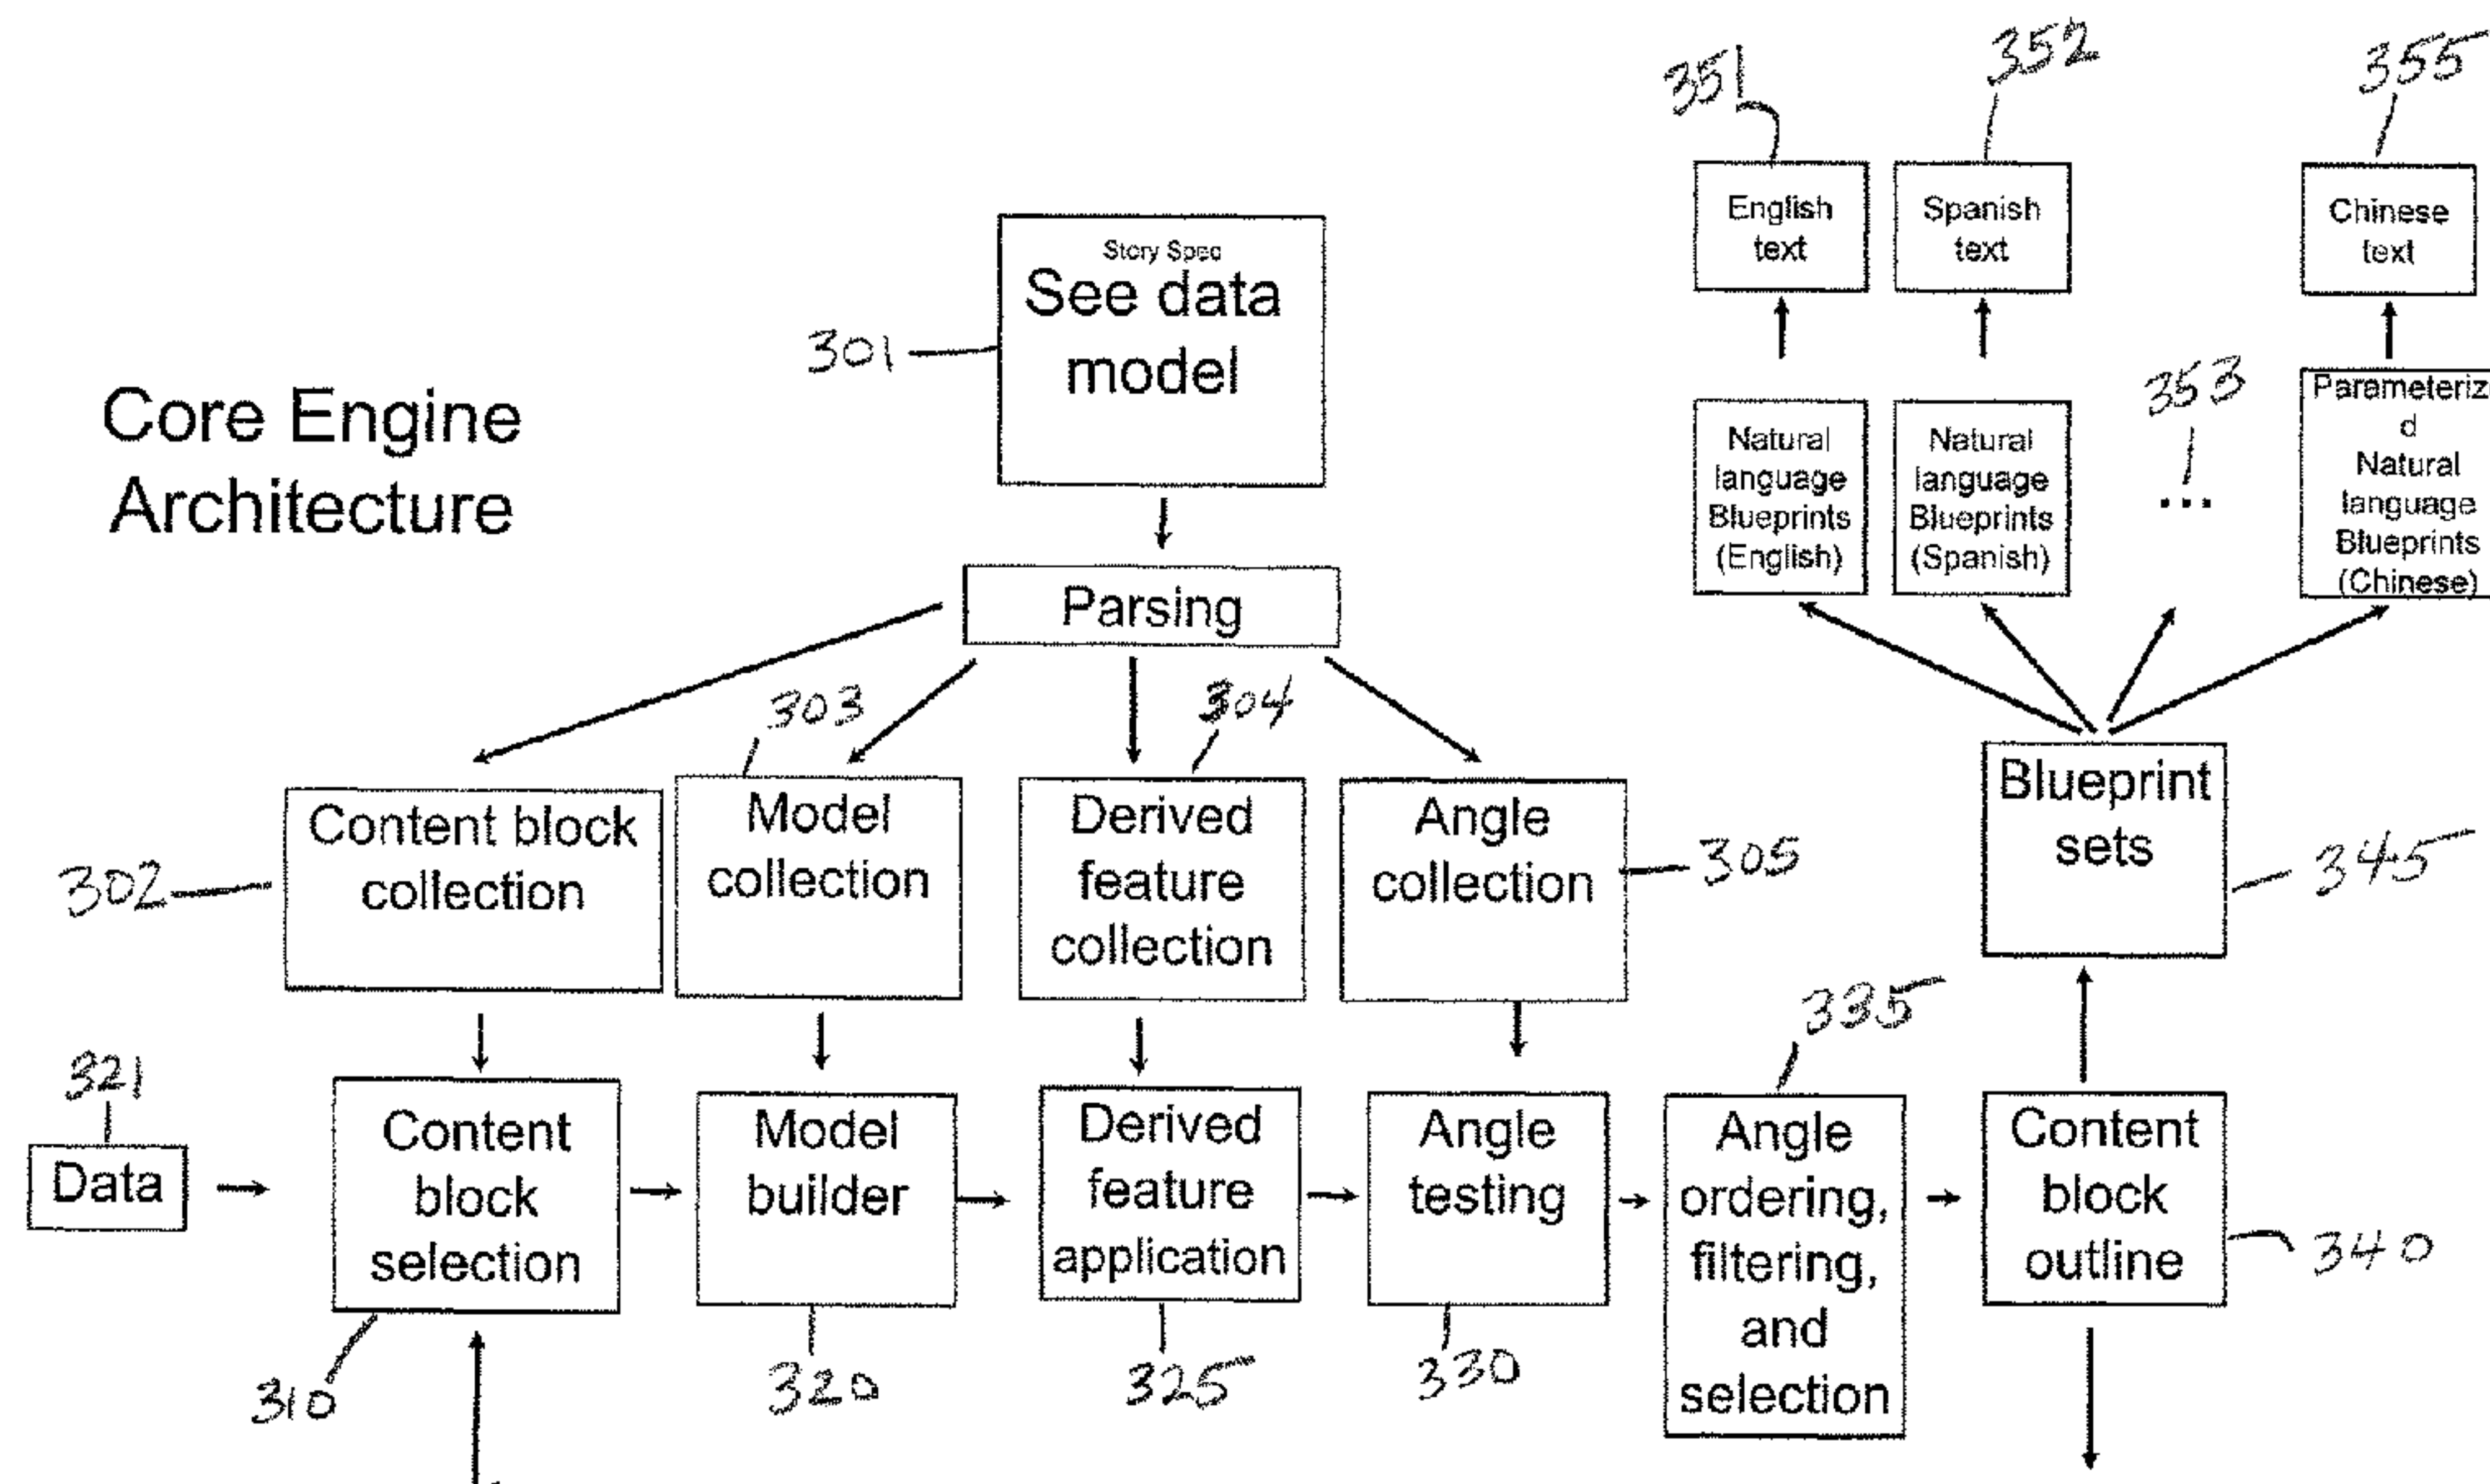 Core Engine
Architecture
301
Story Spec
See data
model
Parsing
351
352
355
English
text
Spanish
text
Chinese
text
Natural
language
Blueprints
(English)
Natural
language
Blueprints
(Spanish)
353
...
Parameteriz
d
Natural
language
Blueprints
(Chinese)
302
303
304
305
Content block
collection
Model
collection
Derived
feature
collection
Angle
collection
Blueprint
sets
345
321
Data
Content
block
selection
310
Model
builder
320
Derived
feature
application
325
Angle
testing
330
335
Angle
ordering,
filtering,
and
selection
Content
block
outline
340